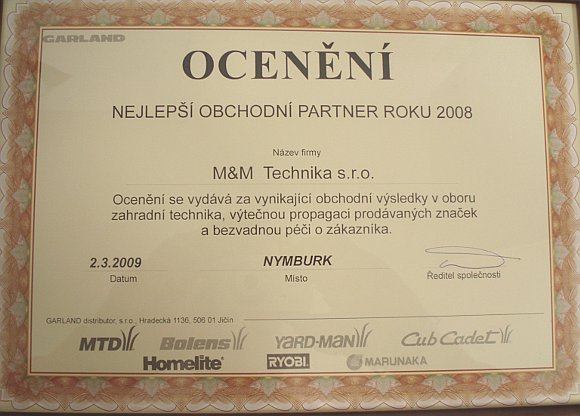 GARLAND
OCENĚNÍ
NEJLEPŠÍ OBCHODNÍ PARTNER ROKU 2008
Název firmy
M&M Technika s.r.o.
Ocenění se vydává za vynikající obchodní výsledky v oboru
zahradní technika, výtečnou propagaci prodávaných značek
a bezvadnou péči o zákazníka.
2.3.2009 NYMBURK
Datum Místo Ředitel společnosti
GARLAND distributor, s.r.o., Hradecká 1136, 506 01 Jičín
MTD Bolens YARD-MAN Cub Cadet
Homelite RYOBI MARUNAKA